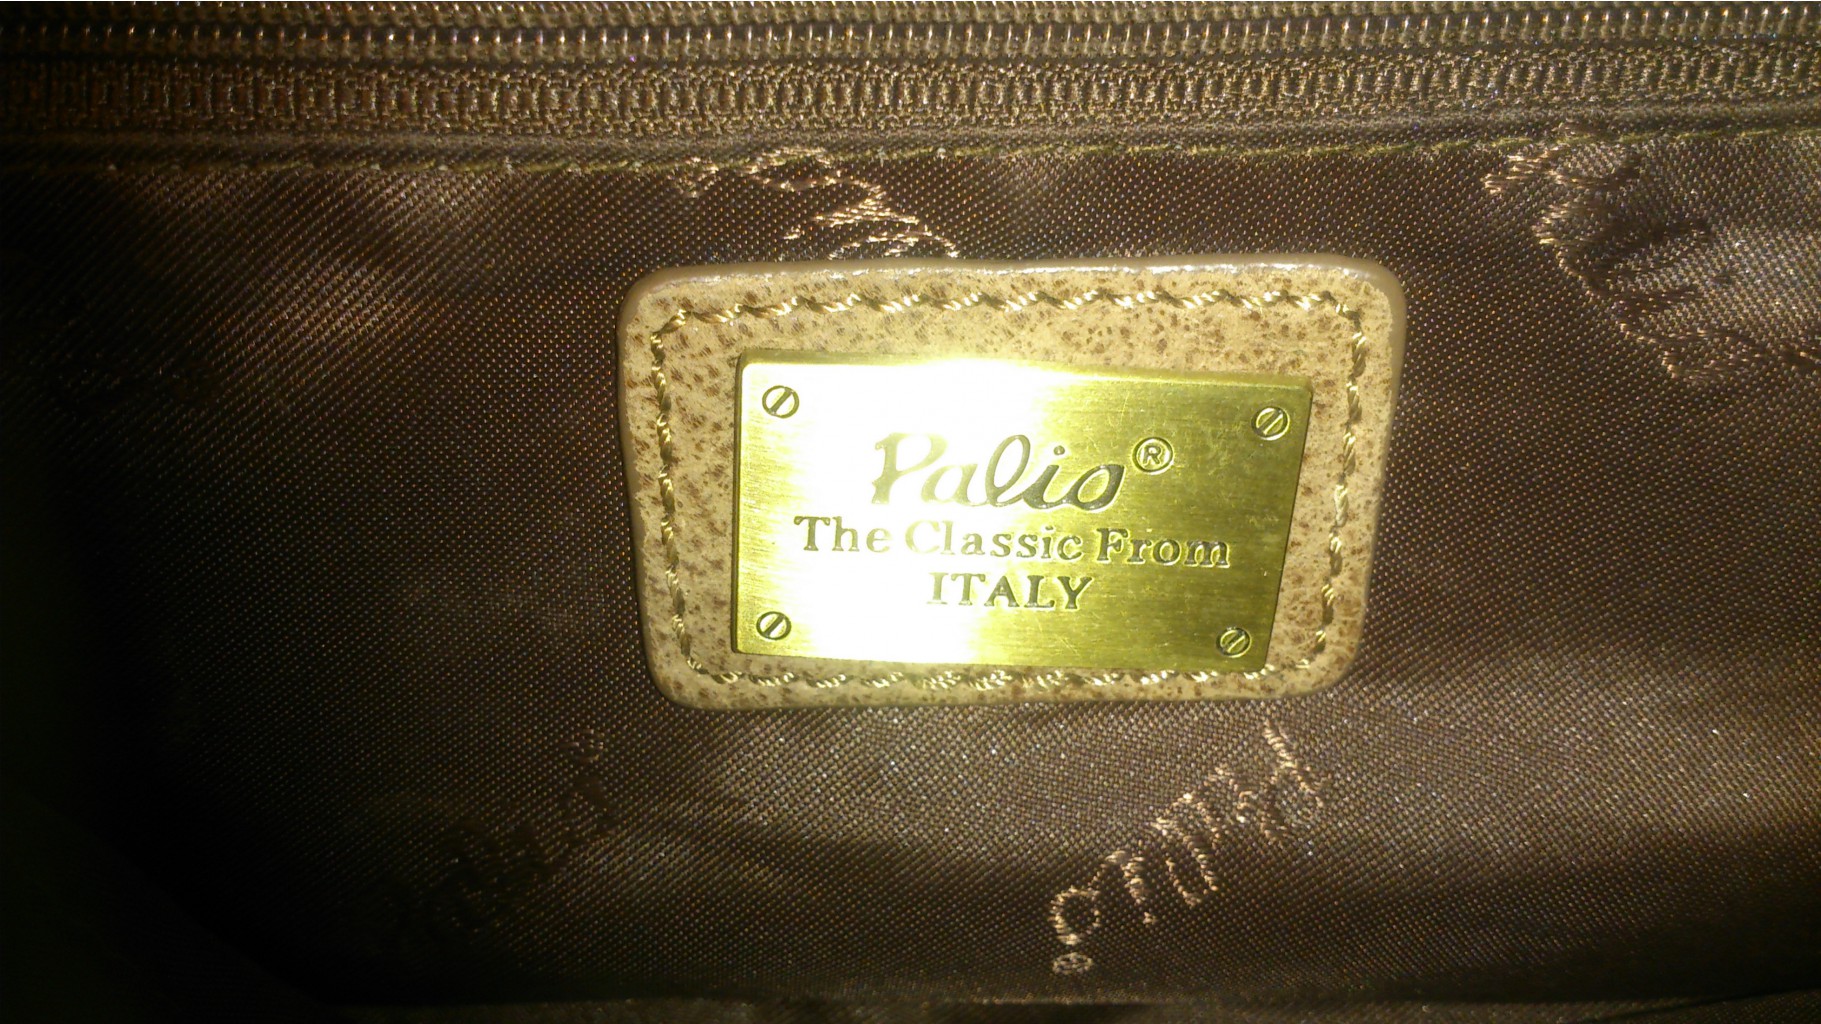 Palio®
The Classic From
ITALY